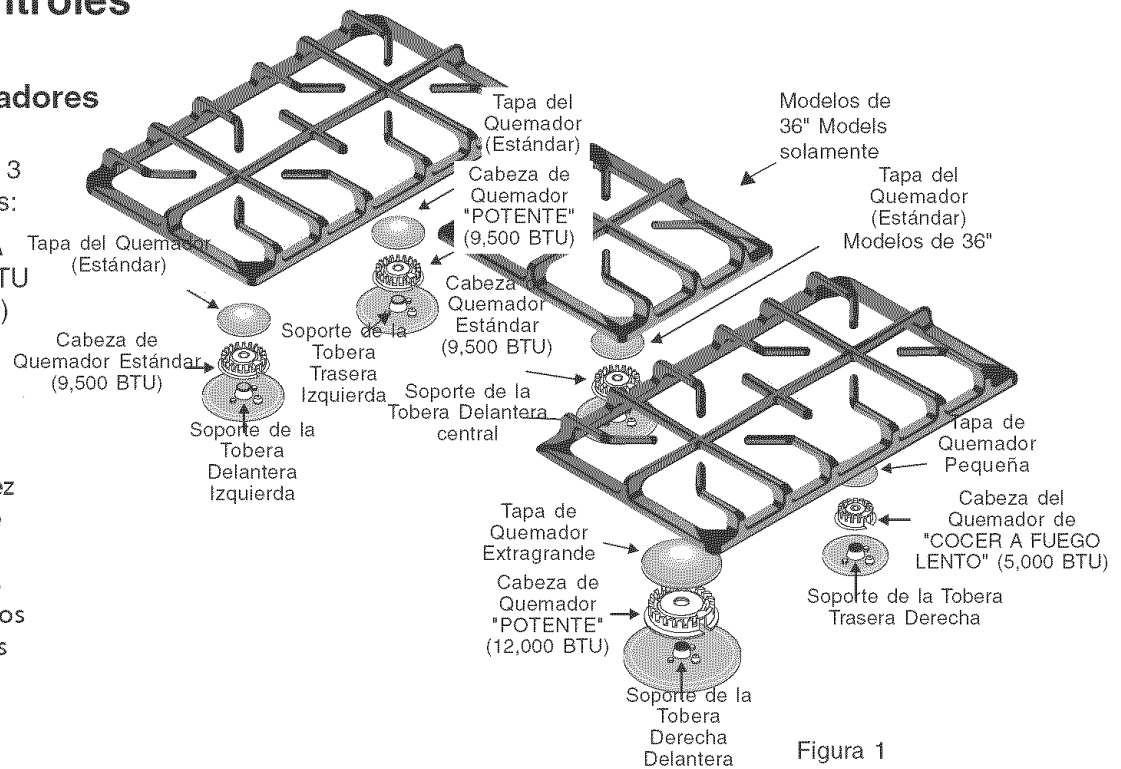 ntroles
adores
3
s:
A
TU
)
ez
e
os
s
Tapa del
Quemador
(Estándar)
Cabeza de
Quemador
"POTENTE"
(9,500 BTU)
Modelos de
36" Models
solamente
Tapa del
Quemador
(Estándar)
Modelos de 36"
Tapa del Quemador
(Estándar)
Cabeza de
Quemador Estándar
(9,500 BTU)
Soporte de la
Tobera
Trasera
Izquierda
Cabeza
Quemador
Estándar
(9,500 BTU)
Soporte de la
Tobera Delantera
central
Soporte de la
Tobera
Delantera
Izquierda
Tapa de
Quemador
Pequeña
Cabeza del
Quemador de
"COCER A FUEGO
LENTO" (5,000 BTU)
Soporte de la Tobera
Trasera Derecha
Tapa de
Quemador
Extragrande
Cabeza de
Quemador
"POTENTE"
(12,000 BTU)
Soporte de la
Tobera
Derecha
Delantera
Figura 1